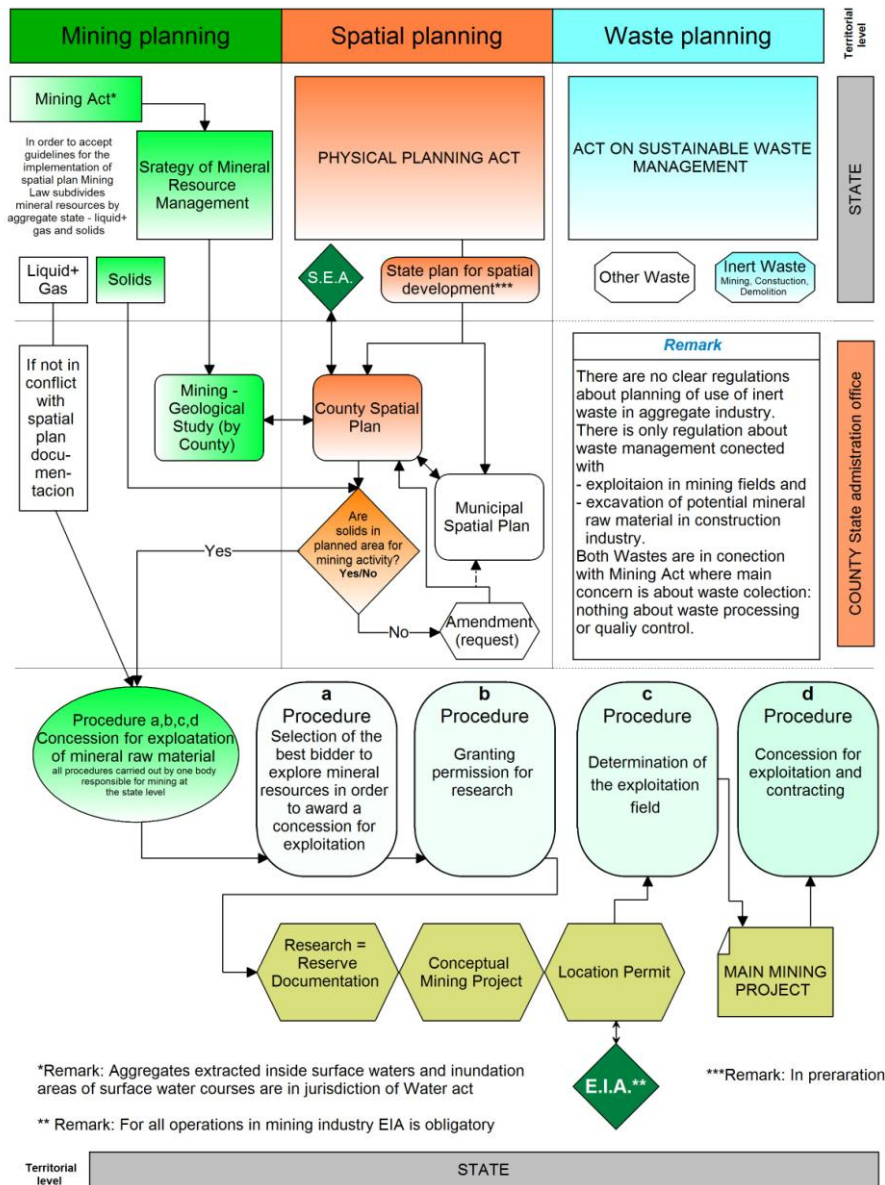 Mining planning
Spatial planning
Waste planning
Territorial
level
Mining Act*
In order to accept
guidelines for the
implementation of
spatial plan Mining
Law subdivides
mineral resources by
aggregate state - liquid+
gas and solids
Srategy of Mineral
Resource
Management
PHYSICAL PLANNING ACT
ACT ON SUSTAINABLE WASTE
MANAGEMENT
STATE
Liquid+
Gas
Solids
S.E.A.
State plan for spatial
development***
Other Waste
Inert Waste
Mining, Constuction,
Demolition
If not in
conflict
with
spatial
plan
docu-
mentacion
Mining -
Geological
Study (by
County)
County Spatial
Plan
Municipal
Spatial Plan
Are
solids in
planned area for
mining activity?
Yes/No
Yes
No
Amendment
(request)
Remark
There are no clear regulations
about planning of use of inert
waste in aggregate industry.
There is only regulation about
waste management conected
with
- exploitaion in mining fields and
- excavation of potential mineral
raw material in construction
industry.
Both Wastes are in conection
with Mining Act where main
concern is about waste colection:
nothing about waste processing
or qualiy control.
COUNTY State admistration office
Procedure a,b,c,d
Concession for exploatation
of mineral raw material
all procedures carried out by one body
responsible for mining at
the state level
a
Procedure
Selection of the
best bidder to
explore mineral
resources in order
to award a
concession for
exploitation
b
Procedure
Granting
permission for
research
c
Procedure
Determination of
the exploitation
field
d
Procedure
Concession for
exploitation and
contracting
Research =
Reserve
Documentation
Conceptual
Mining Project
Location Permit
MAIN MINING
PROJECT
E.I.A.**
*Remark: Aggregates extracted inside surface waters and inundation
areas of surface water courses are in jurisdiction of Water act
***Remark: In preraration
** Remark: For all operations in mining industry EIA is obligatory
Territorial
level
STATE